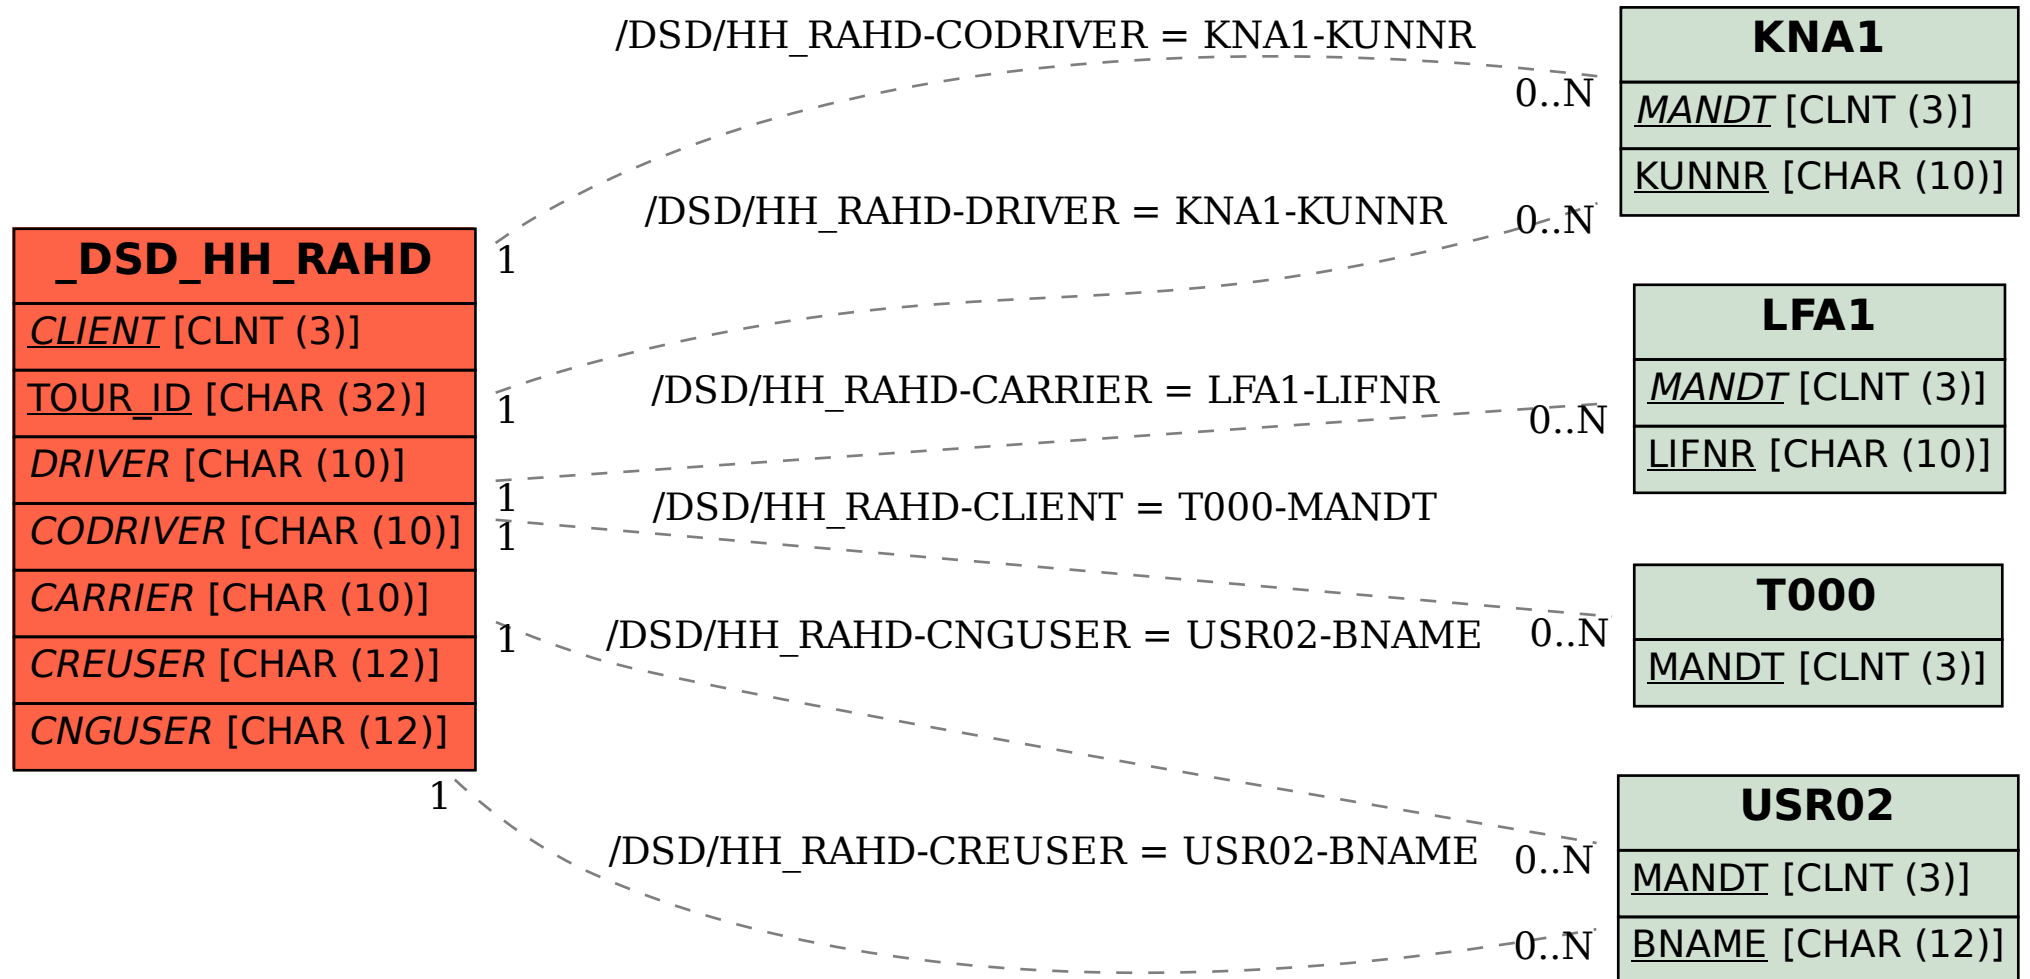 _DSD_HH_RAHD
CLIENT [CLNT (3)]
TOUR_ID [CHAR (32)]
DRIVER [CHAR (10)]
CODRIVER [CHAR (10)]
CARRIER [CHAR (10)]
CREUSER [CHAR (12)]
CNGUSER [CHAR (12)]
/DSD/HH_RAHD-CODRIVER = KNA1-KUNNR
0..N
1
/DSD/HH_RAHD-DRIVER = KNA1-KUNNR
0..N
1
/DSD/HH_RAHD-CARRIER = LFA1-LIFNR
0..N
1
/DSD/HH_RAHD-CLIENT = T000-MANDT
1
0..N
/DSD/HH_RAHD-CNGUSER = USR02-BNAME
1
0..N
/DSD/HH_RAHD-CREUSER = USR02-BNAME
1
0..N
KNA1
MANDT [CLNT (3)]
KUNNR [CHAR (10)]
LFA1
MANDT [CLNT (3)]
LIFNR [CHAR (10)]
T000
MANDT [CLNT (3)]
USR02
MANDT [CLNT (3)]
BNAME [CHAR (12)]